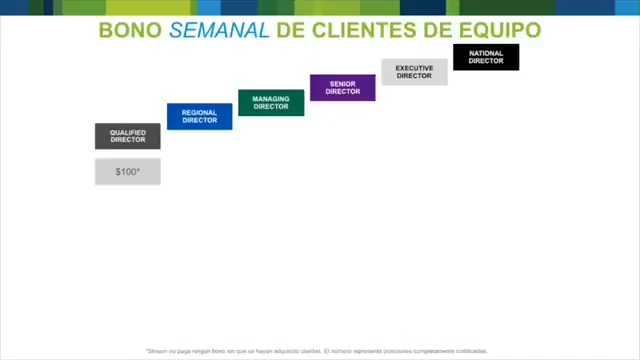 BONO SEMANAL DE CLIENTES DE EQUIPO
NATIONAL
DIRECTOR
EXECUTIVE
DIRECTOR
SENIOR
DIRECTOR
MANAGING
DIRECTOR
REGIONAL
DIRECTOR
QUALIFIED
DIRECTOR
$100*
*Stream no paga ningún bono sin que se hayan adquirido clientes. El número representa posiciones completamente